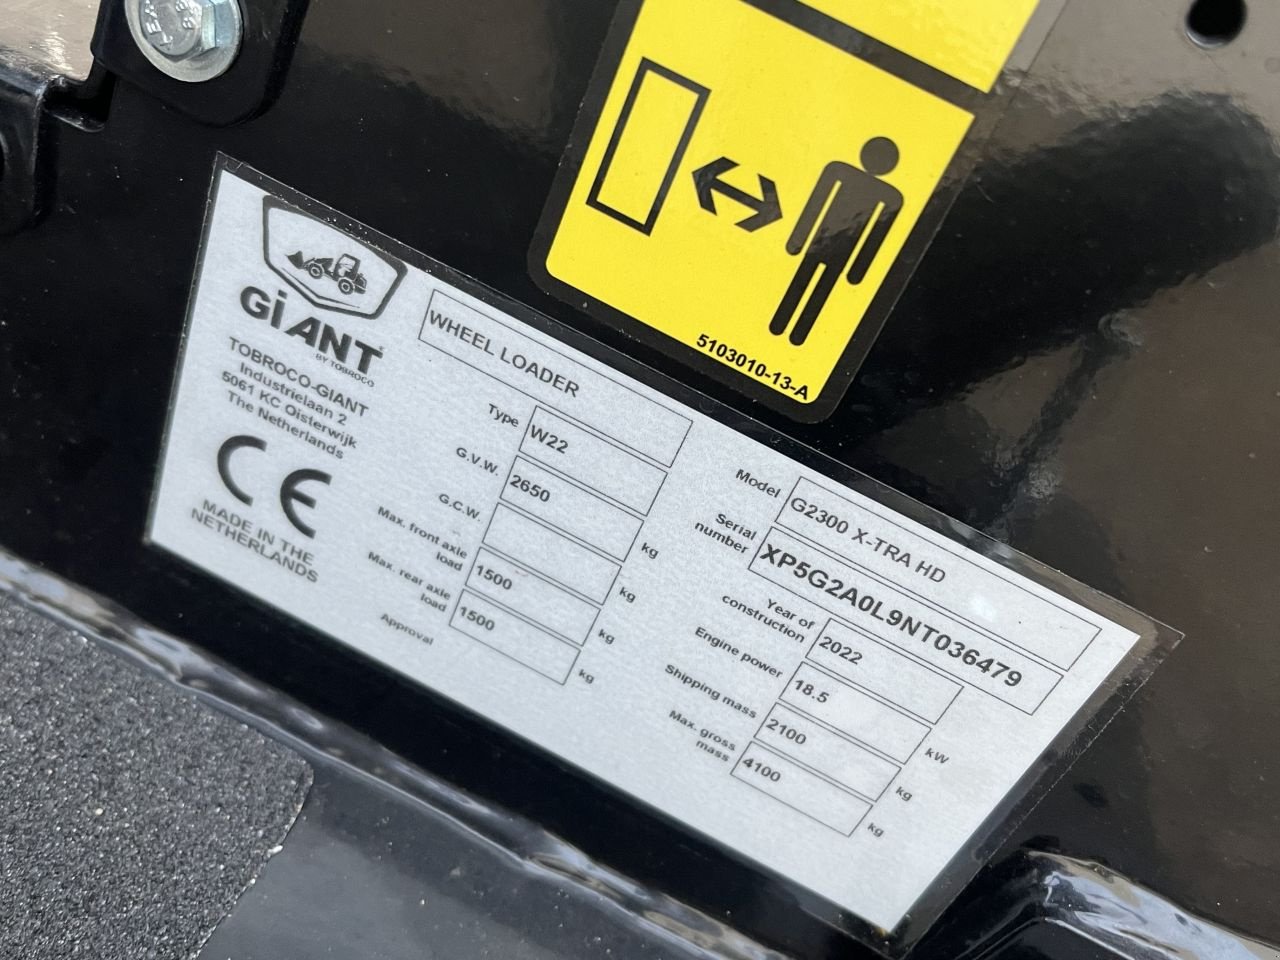 5103010-13-A
GiANT
BY TOBROCO
TOBROCO-GIANT
Industrielaan 2
5061 KC Oisterwijk
The Netherlands
CE
MADE IN THE
NETHERLANDS
WHEEL LOADER
Type W22
G.V.W. 2650 kg
G.C.W. kg
Max. front axle
load 1500 kg
Max. rear axle
load 1500 kg
Approval
Model G2300 X-TRA HD
Serial
number XP5G2A0L9NT036479
Year of
construction 2022
Engine power 18.5 kW
Shipping mass 2100 kg
Max. gross
mass 4100 kg